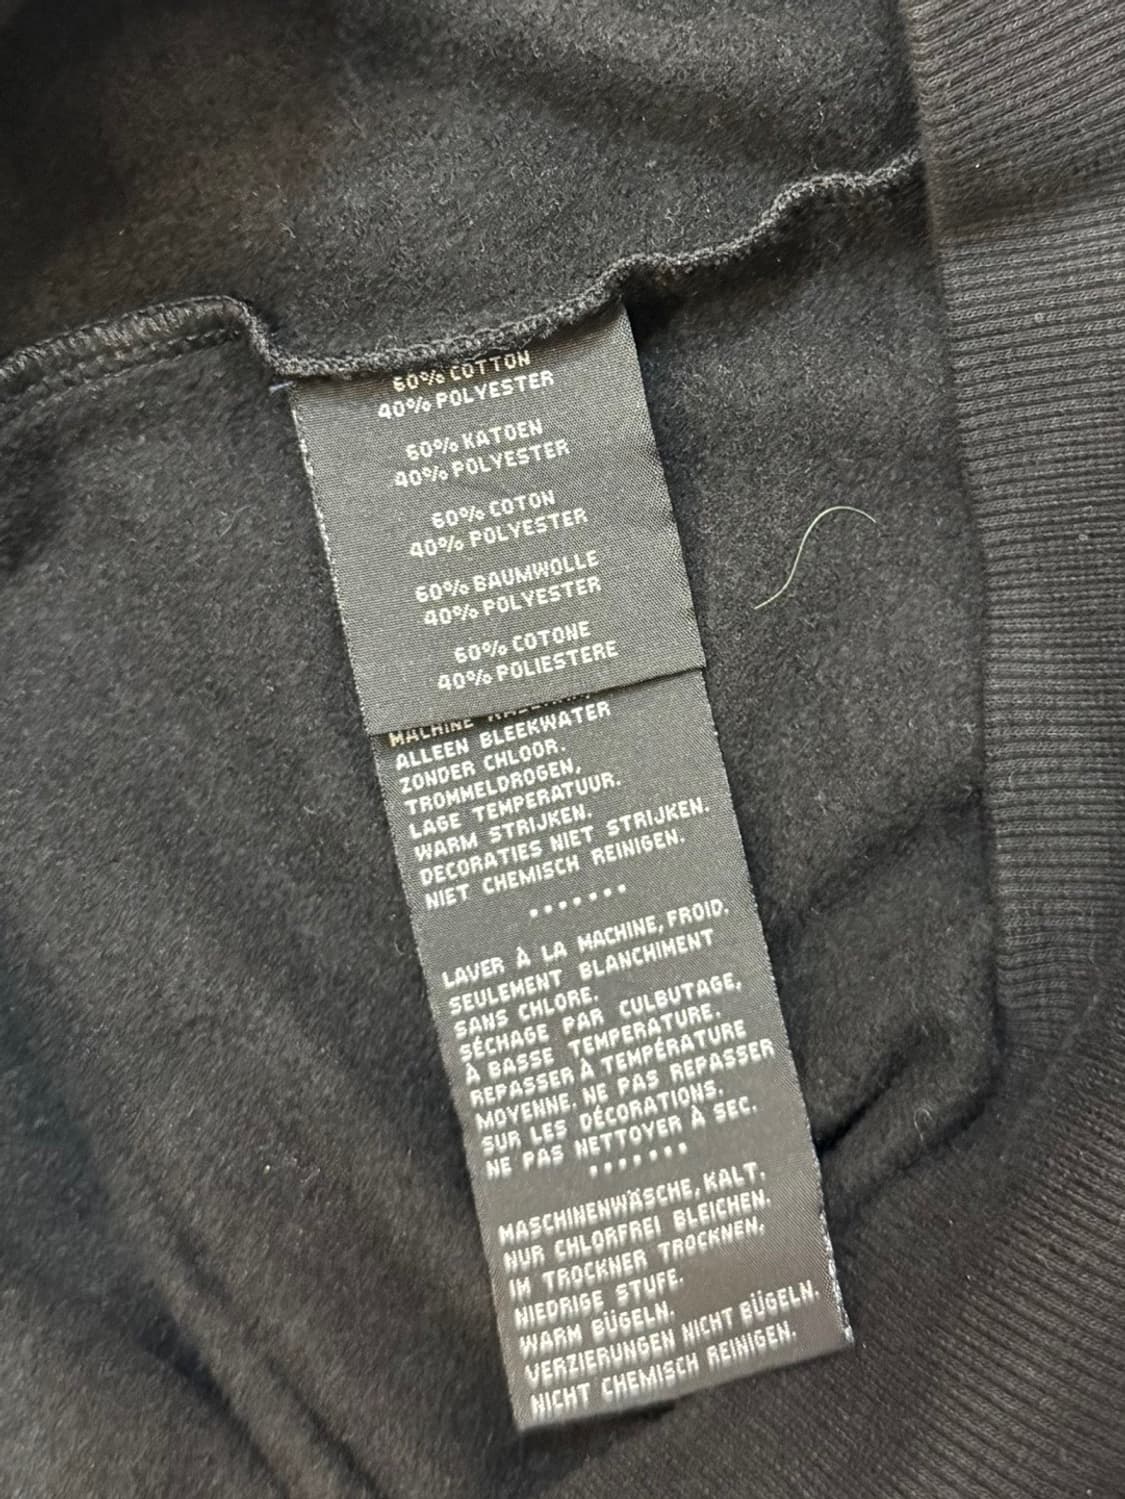 60% COTTON
40% POLYESTER
60% KATOEN
40% POLYESTER
60% COTON
40% POLYESTER
60% BAUMWOLLE
40% POLYESTER
60% COTONE
40% POLIESTERE
MACHINE
ALLEEN BLEEKWATER
ZONDER CHLOOR.
TROMMELDROGEN,
LAGE TEMPERATUUR.
WARM STRIJKEN.
DECORATIES NIET STRIJKEN.
NIET CHEMISCH REINIGEN.
......
LAVER À LA MACHINE, FROID.
SEULEMENT BLANCHIMENT
SANS CHLORE.
SÉCHAGE PAR CULBUTAGE,
À BASSE TEMPERATURE.
REPASSER À TEMPÉRATURE
MOYENNE. NE PAS REPASSER
SUR LES DÉCORATIONS.
NE PAS NETTOYER À SEC.
.......
MASCHINENWÄSCHE, KALT.
NUR CHLORFREI BLEICHEN.
IM TROCKNER TROCKNEN,
NIEDRIGE STUFE.
WARM BÜGELN.
VERZIERUNGEN NICHT BÜGELN.
NICHT CHEMISCH REINIGEN.